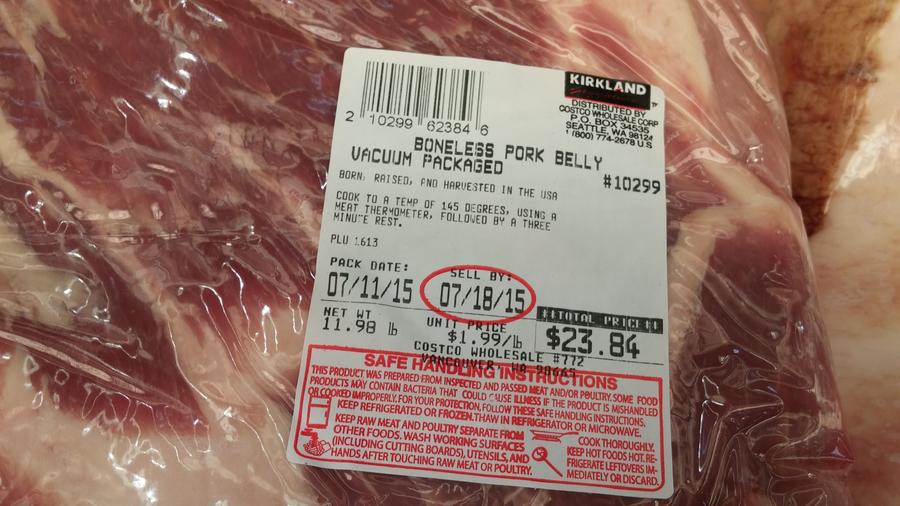 KIRKLAND
DISTRIBUTED BY
COSTCO WHOLESALE CORP
P.O. BOX 34535
SEATTLE, WA 98124
1 (800) 774-2678 U.S
2 10299 62384 6
BONELESS PORK BELLY
VACUUM PACKAGED
#10299
BORN, RAISED, AND HARVESTED IN THE USA
COOK TO A TEMP OF 145 DEGREES, USING A
MEAT THERMOMETER, FOLLOWED BY A THREE
MINUTE REST.
PLU 1613
PACK DATE: SELL BY:
07/11/15 07/18/15
NET WT UNIT PRICE TOTAL PRICE
11.98 lb $1.99/lb $23.84
COSTCO WHOLESALE #772
VANCOUVER, WA 98665
SAFE HANDLING INSTRUCTIONS
THIS PRODUCT WAS PREPARED FROM INSPECTED AND PASSED MEAT AND/OR POULTRY. SOME FOOD
PRODUCTS MAY CONTAIN BACTERIA THAT COULD CAUSE ILLNESS IF THE PRODUCT IS MISHANDLED
OR COOKED IMPROPERLY. FOR YOUR PROTECTION, FOLLOW THESE SAFE HANDLING INSTRUCTIONS.
KEEP REFRIGERATED OR FROZEN. THAW IN REFRIGERATOR OR MICROWAVE.
KEEP RAW MEAT AND POULTRY SEPARATE FROM
OTHER FOODS. WASH WORKING SURFACES
(INCLUDING CUTTING BOARDS), UTENSILS, AND
HANDS AFTER TOUCHING RAW MEAT OR POULTRY.
COOK THOROUGHLY.
KEEP HOT FOODS HOT. RE-
FRIGERATE LEFTOVERS IM-
MEDIATELY OR DISCARD.